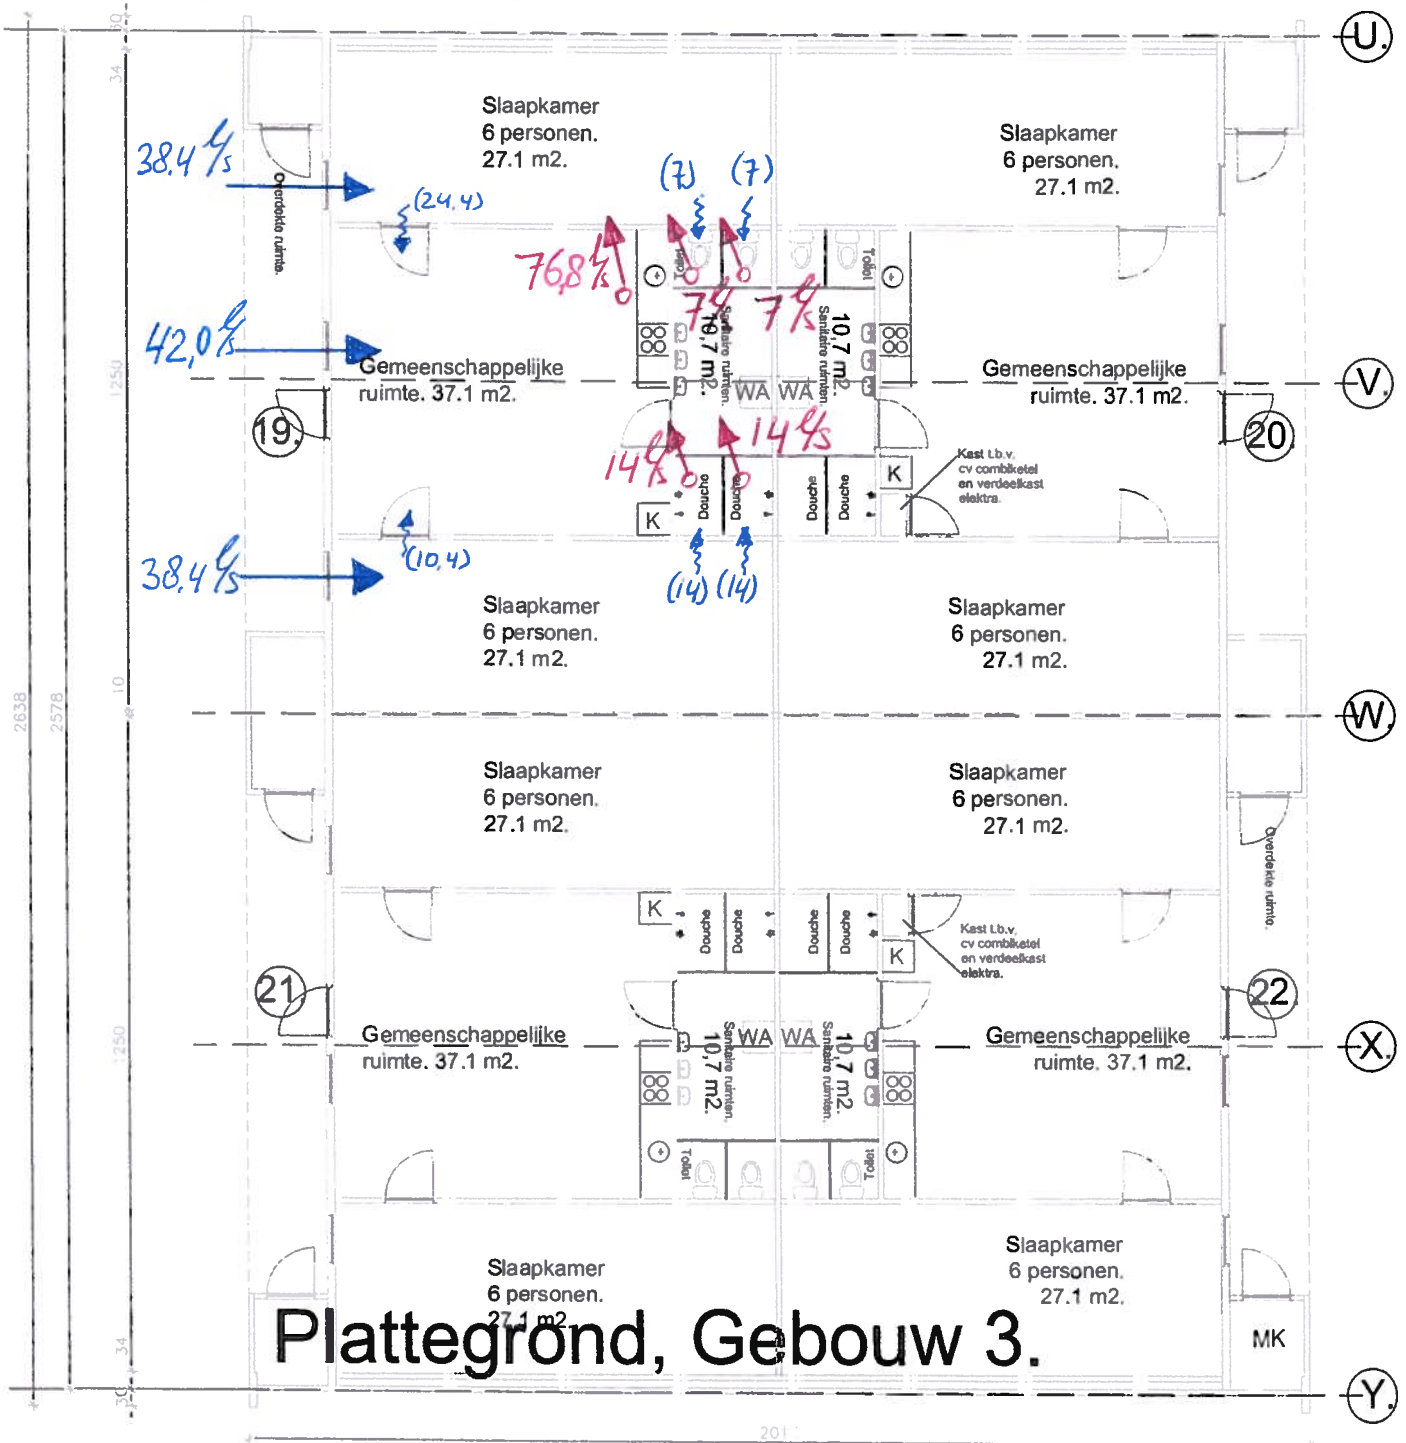 U.
30
34
Slaapkamer
6 personen.
27.1 m2.
Slaapkamer
6 personen.
27.1 m2.
38.4 l/s
Overdekte ruimte.
(24.4)
(7)
(7)
76,8 l/s
Toilet
Toilet
7 l/s
7 l/s
42,0 l/s
Sanitaire ruimten.
10,7 m2.
Sanitaire ruimten.
10,7 m2.
1250
Gemeenschappelijke
ruimte. 37.1 m2.
WA
WA
Gemeenschappelijke
ruimte. 37.1 m2.
V.
19.
20.
14 l/s
14 l/s
K
Kast t.b.v.
cv combiketel
en verdeelkast
elektra.
K
Douche
Douche
Douche
Douche
38.4 l/s
(10,4)
(14)
(14)
Slaapkamer
6 personen.
27.1 m2.
Slaapkamer
6 personen.
27.1 m2.
2638
2578
10
W.
Slaapkamer
6 personen.
27.1 m2.
Slaapkamer
6 personen.
27.1 m2.
Overdekte ruimte.
K
Douche
Douche
Douche
Douche
K
Kast t.b.v.
cv combiketel
en verdeelkast
elektra.
21
22.
1250
Gemeenschappelijke
ruimte. 37.1 m2.
Sanitaire ruimten.
10,7 m2.
WA
WA
Sanitaire ruimten.
10,7 m2.
Gemeenschappelijke
ruimte. 37.1 m2.
X.
Toilet
Toilet
Slaapkamer
6 personen.
27.1 m2.
Slaapkamer
6 personen.
27.1 m2.
34
Plattegrond, Gebouw 3.
MK
30
Y.
201